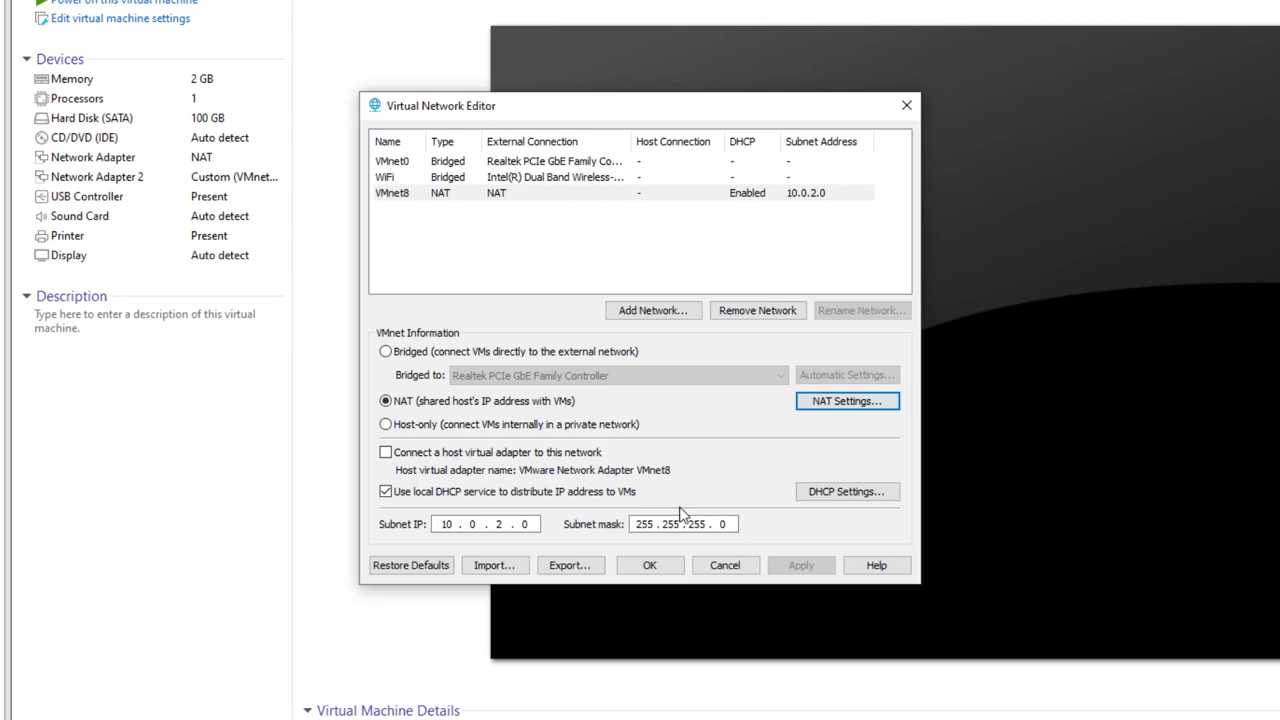 Power on this virtual machine
Edit virtual machine settings
Devices
Memory 2 GB
Processors 1
Hard Disk (SATA) 100 GB
CD/DVD (IDE) Auto detect
Network Adapter NAT
Network Adapter 2 Custom (VMnet...
USB Controller Present
Sound Card Auto detect
Printer Present
Display Auto detect
Description
Type here to enter a description of this virtual
machine.
Virtual Network Editor
Name Type External Connection Host Connection DHCP Subnet Address
VMnet0 Bridged Realtek PCIe GbE Family Co... - - -
WiFi Bridged Intel(R) Dual Band Wireless-... - - -
VMnet8 NAT NAT - Enabled 10.0.2.0
Add Network... Remove Network Rename Network...
VMnet Information
Bridged (connect VMs directly to the external network)
Bridged to: Realtek PCIe GbE Family Controller Automatic Settings...
NAT (shared host's IP address with VMs) NAT Settings...
Host-only (connect VMs internally in a private network)
Connect a host virtual adapter to this network
Host virtual adapter name: VMware Network Adapter VMnet8
Use local DHCP service to distribute IP address to VMs DHCP Settings...
Subnet IP: 10 . 0 . 2 . 0 Subnet mask: 255 . 255 . 255 . 0
Restore Defaults Import... Export... OK Cancel Apply Help
Virtual Machine Details